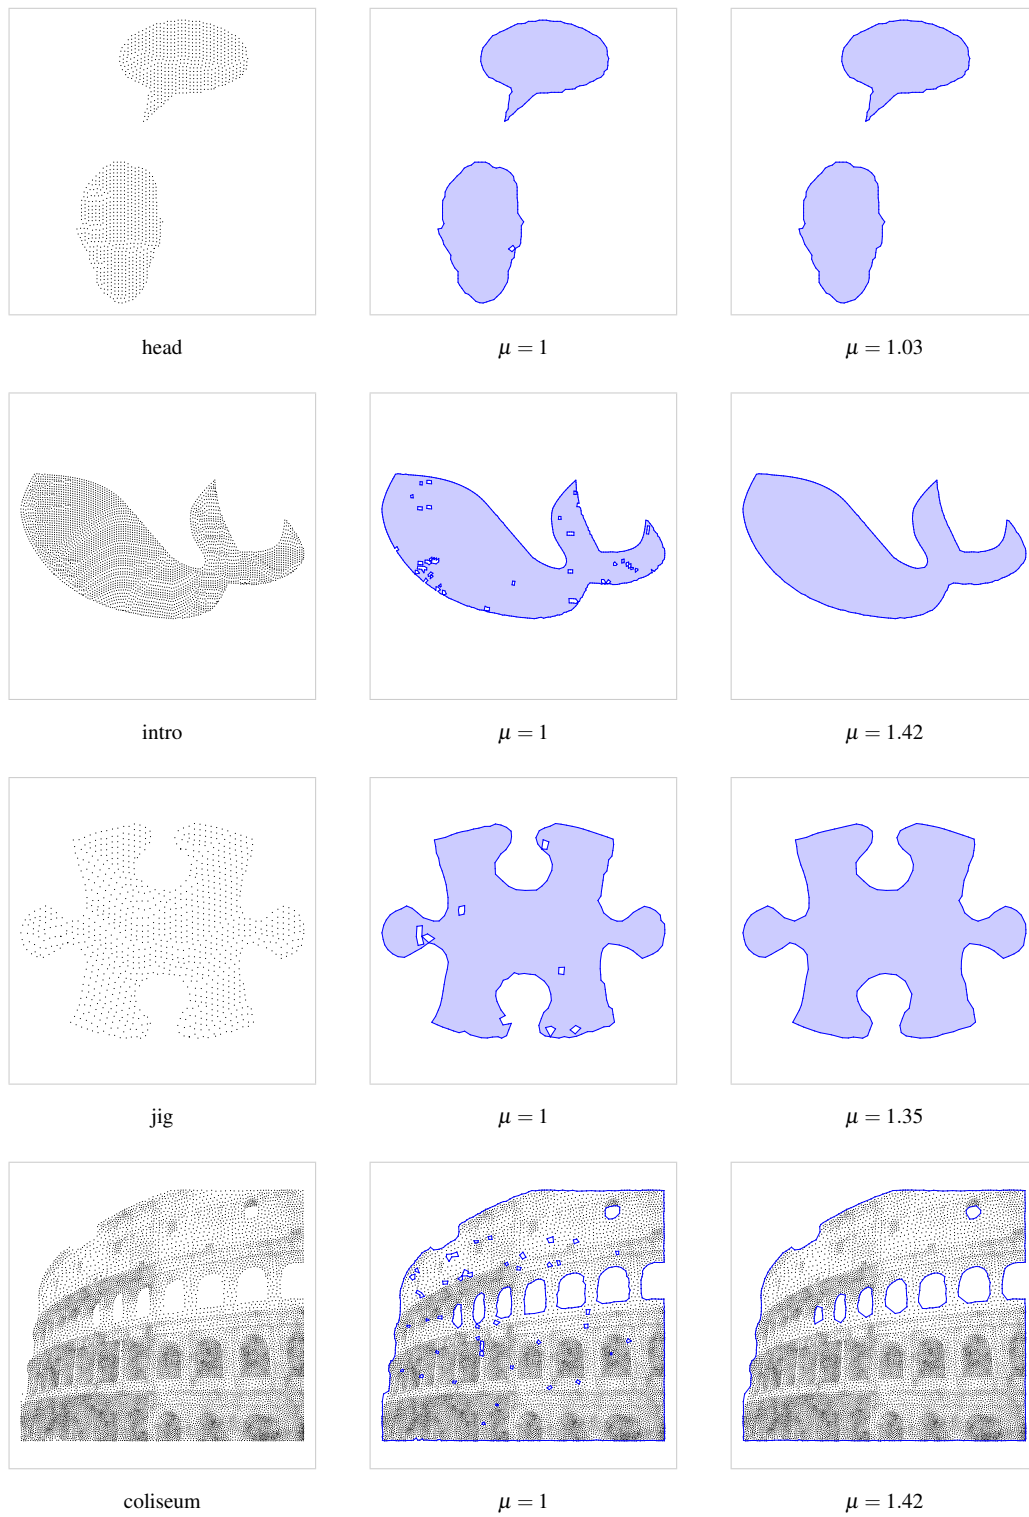 head
μ = 1
μ = 1.03
intro
μ = 1
μ = 1.42
jig
μ = 1
μ = 1.35
coliseum
μ = 1
μ = 1.42